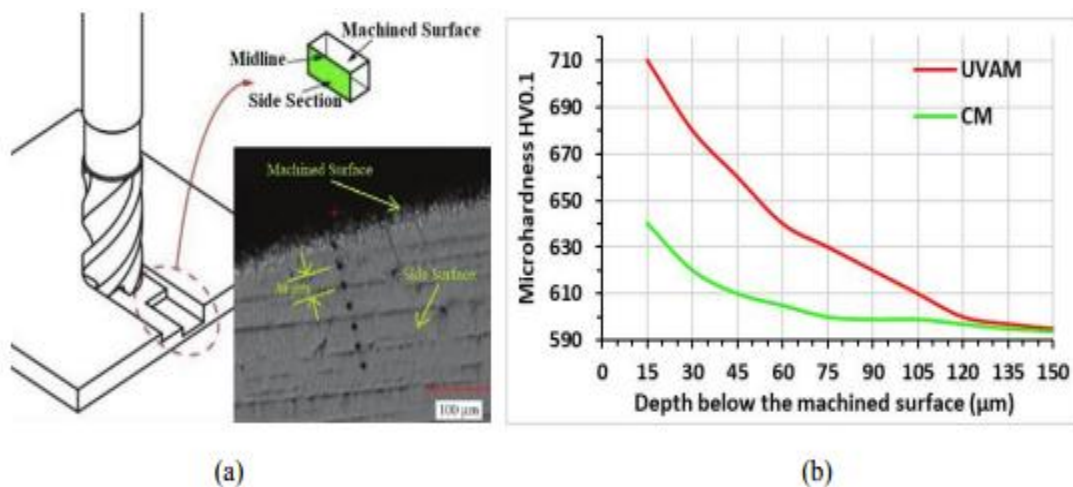 Machined Surface
Midline
Side Section
Machined Surface
Side Surface
100 μm
(a)
Microhardness HV0.1
710
690
670
650
630
610
590
UVAM
CM
0 15 30 45 60 75 90 105 120 135 150
Depth below the machined surface (μm)
(b)